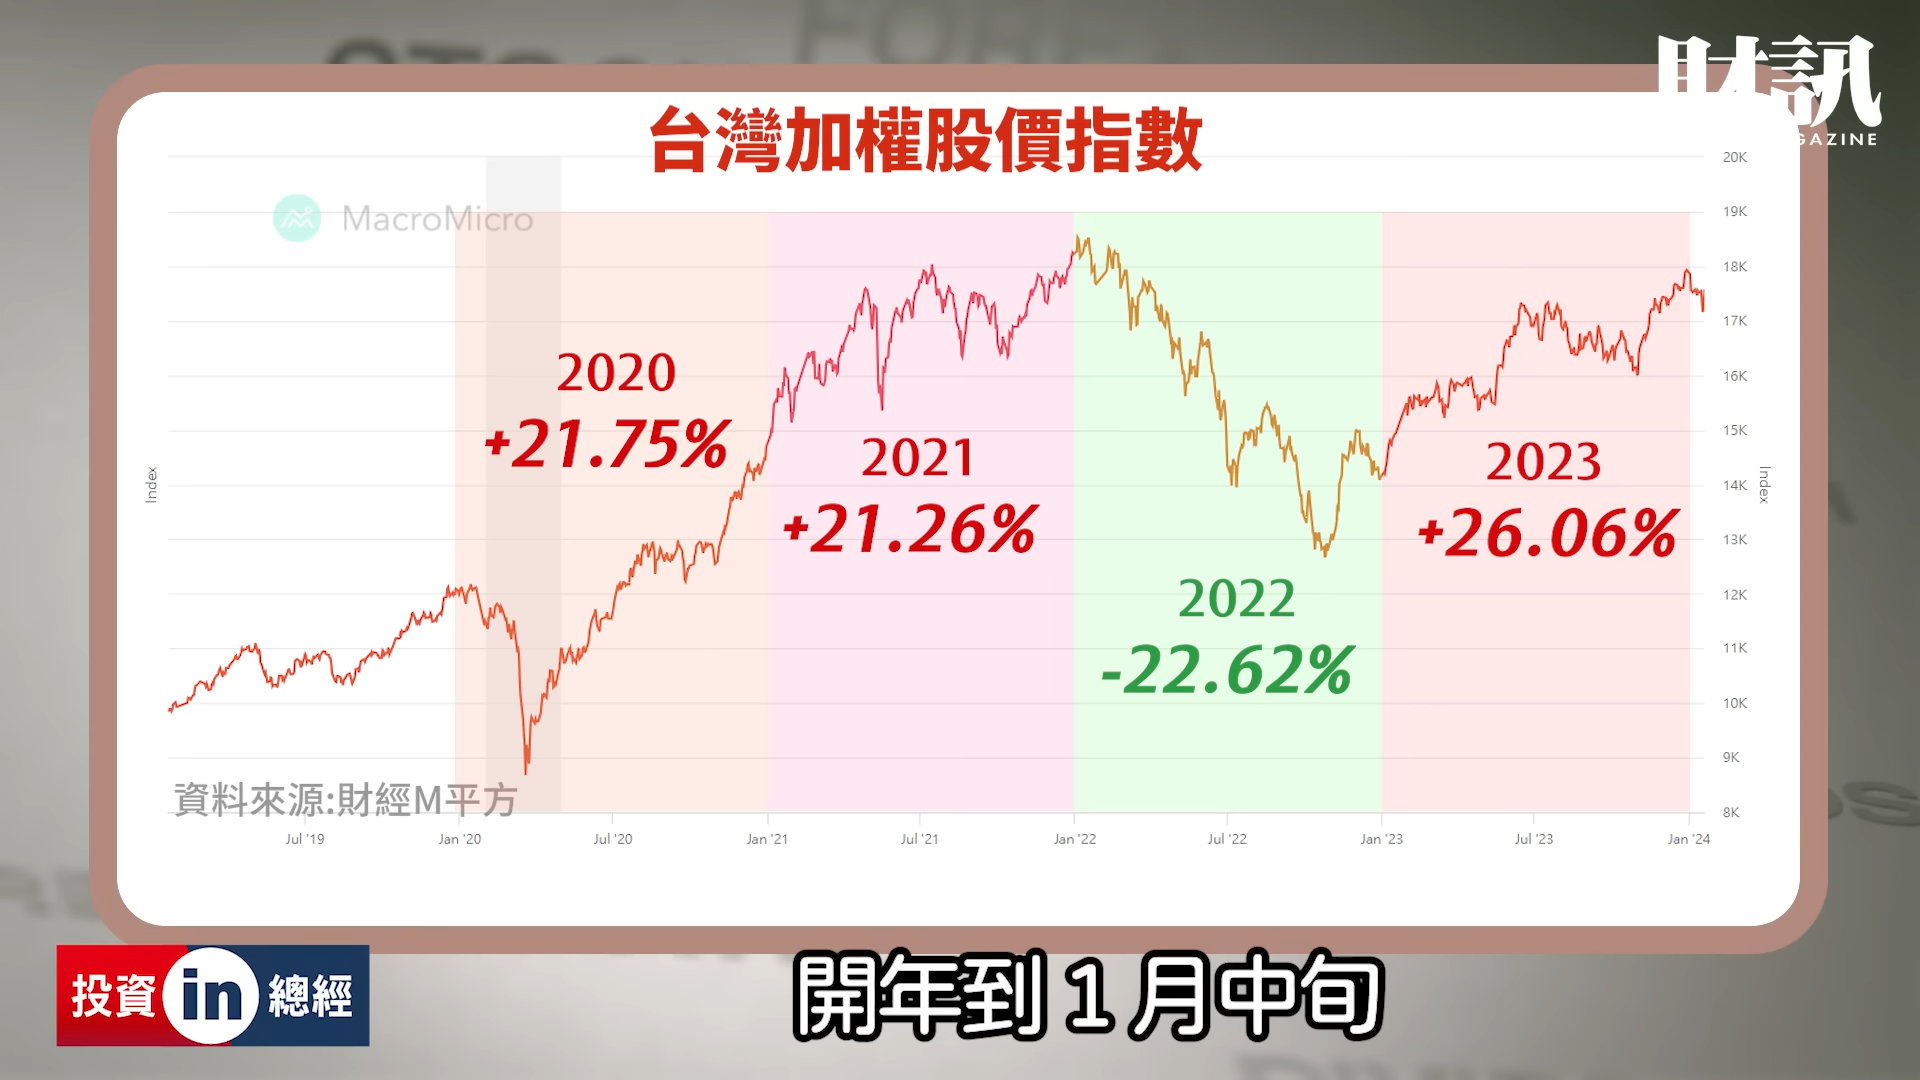 財訊
GAZINE
台灣加權股價指數
MacroMicro
20K
19K
18K
17K
16K
15K
14K
13K
12K
11K
10K
9K
8K
Index
Index
2020
+21.75%
2021
+21.26%
2022
-22.62%
2023
+26.06%
資料來源:財經M平方
Jul '19
Jan '20
Jul '20
Jan '21
Jul '21
Jan '22
Jul '22
Jan '23
Jul '23
Jan '24
投資in總經
開年到1月中旬